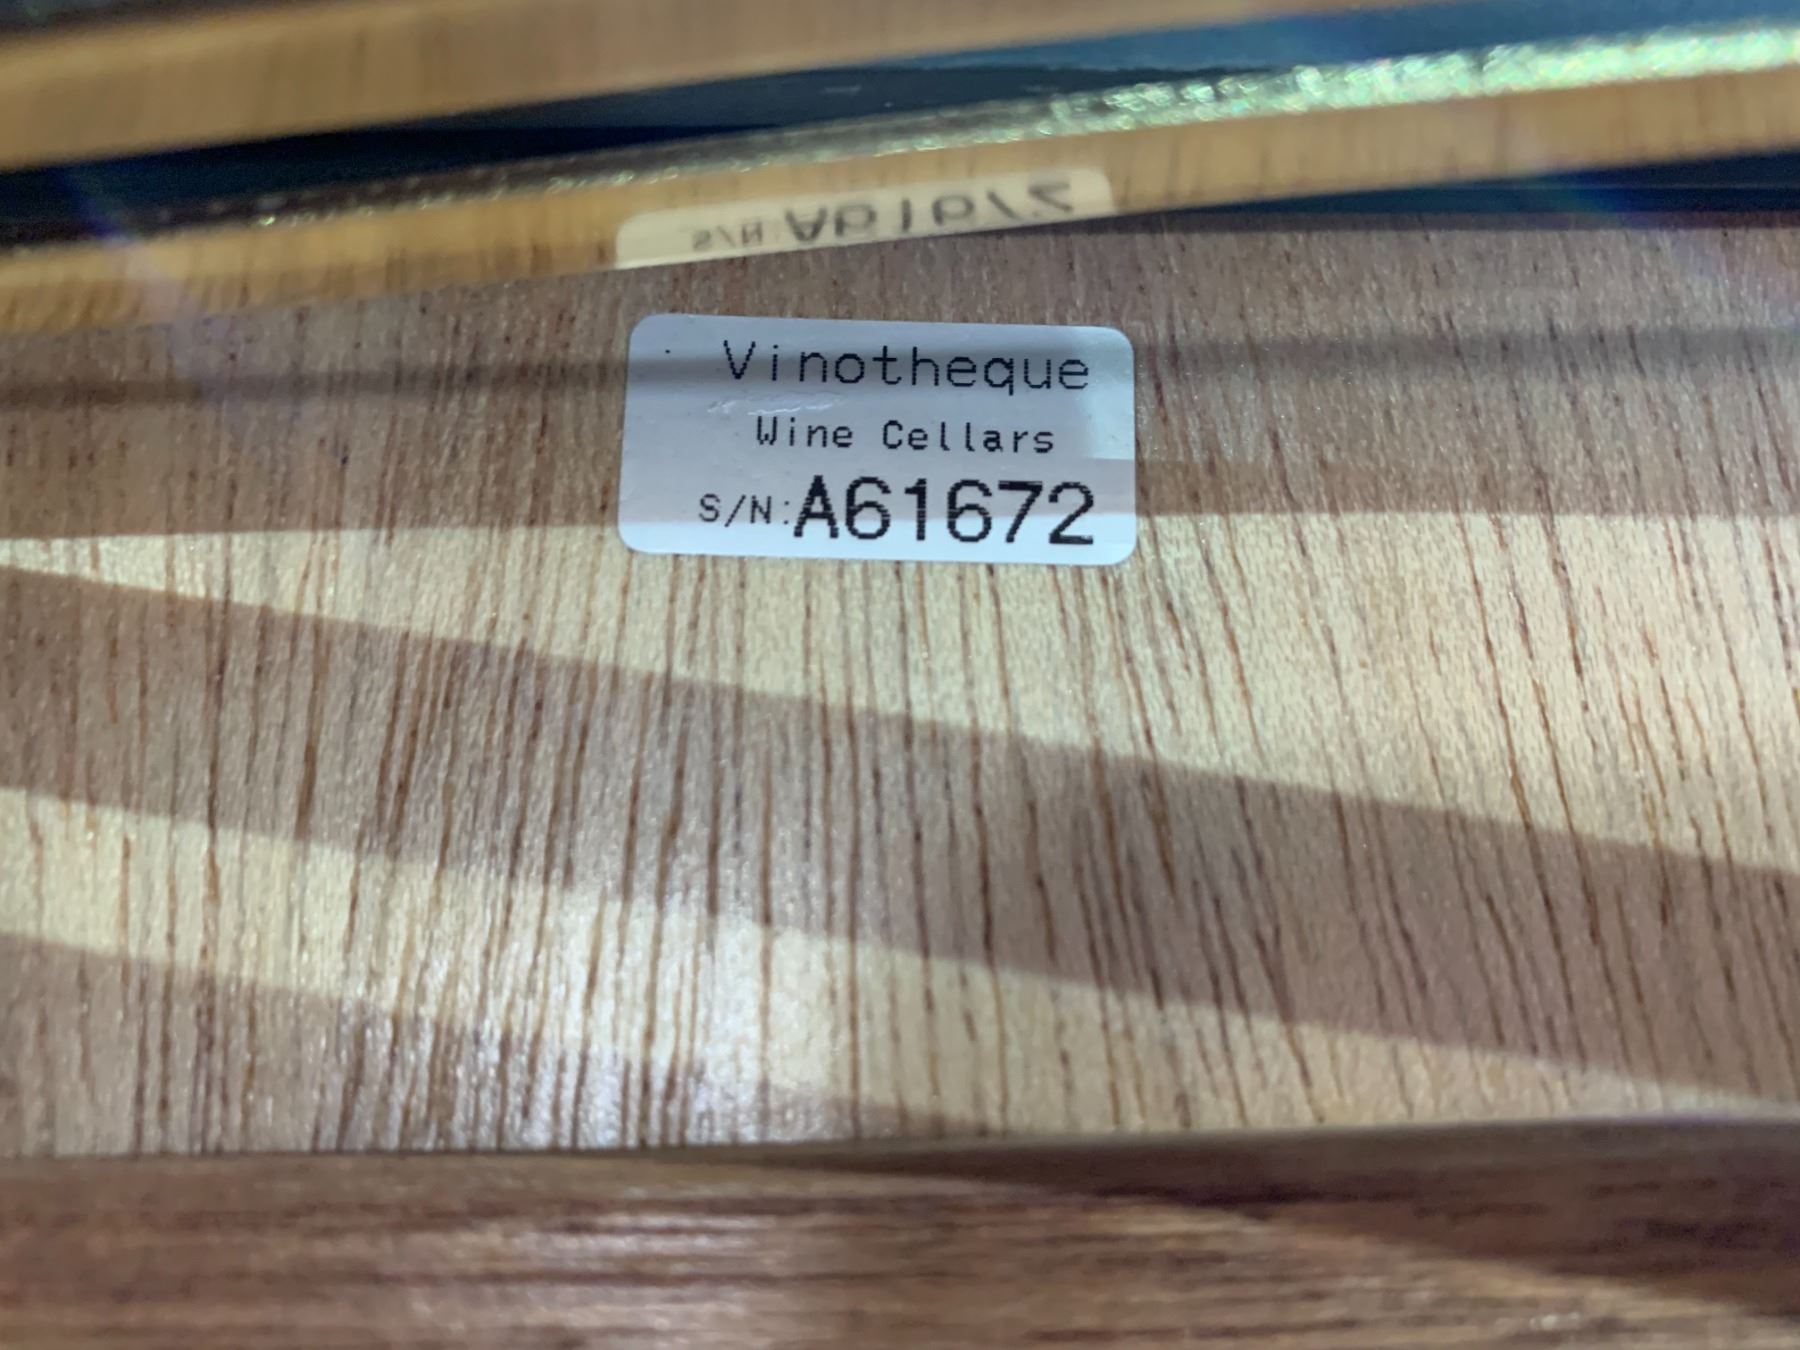 Vinotheque
Wine Cellars
S/N:A61672